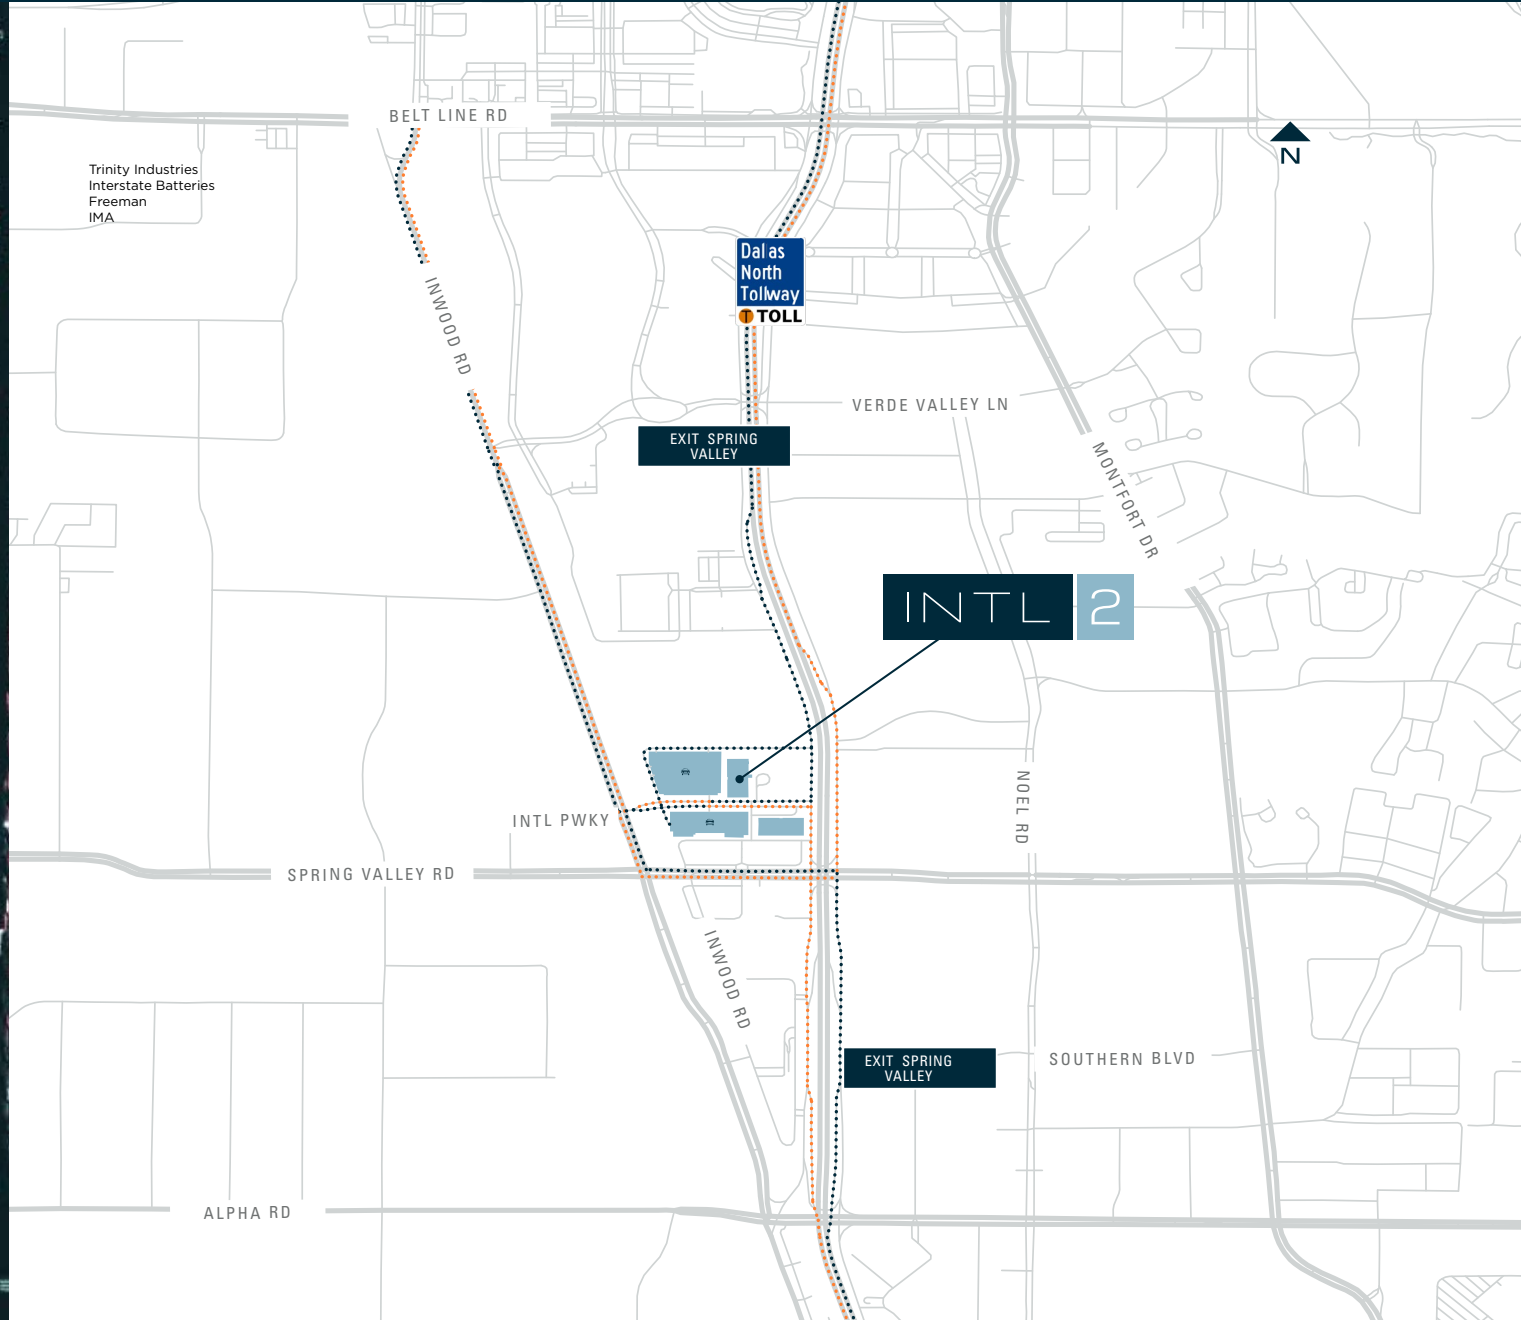 BELT LINE RD
Trinity Industries
Interstate Batteries
Freeman
IMA
N
Dallas
North
Tollway
T TOLL
INWOOD RD
VERDE VALLEY LN
EXIT SPRING
VALLEY
MONTFORT DR
INTL 2
NOEL RD
INTL PWKY
SPRING VALLEY RD
INWOOD RD
EXIT SPRING
VALLEY
SOUTHERN BLVD
ALPHA RD